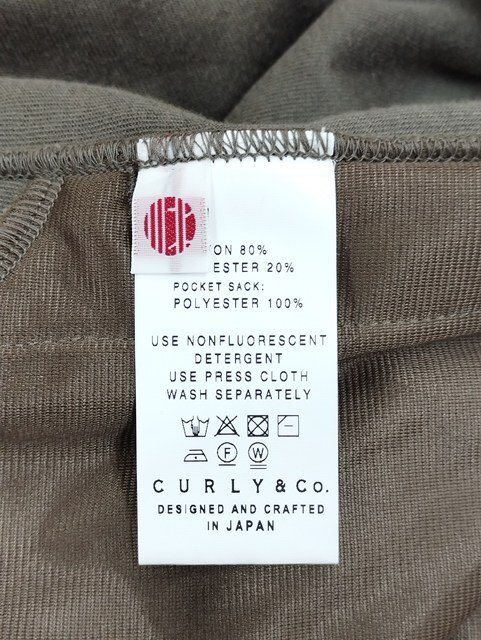 ON 80%
ESTER 20%
POCKET SACK:
POLYESTER 100%
USE NONFLUORESCENT
DETERGENT
USE PRESS CLOTH
WASH SEPARATELY
F W
CURLY & Co.
DESIGNED AND CRAFTED
IN JAPAN